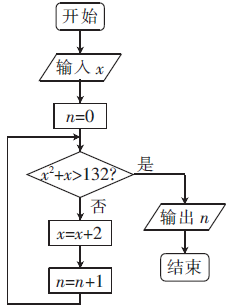 开始
输入 x
n=0
x²+x>132?
是
否
x=x+2
输出 n
n=n+1
结束